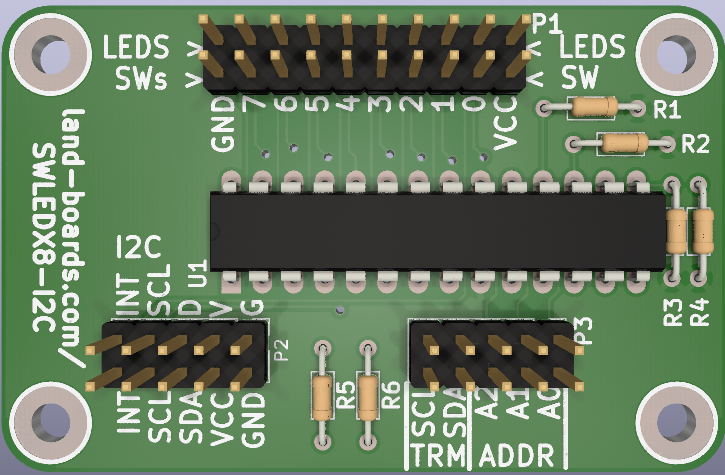 P1
LEDS > < LEDS
SWs > < SW
GND 7 6 5 4 3 2 1 0 VCC
R1
R2
land-boards.com/
SWLEDX8-I2C
I2C
U1
INT SCL D V G
R3 R4
P2
P3
R5 R6
INT SCL SDA VCC GND
SCL SDA A2 A1 A0
TRM ADDR